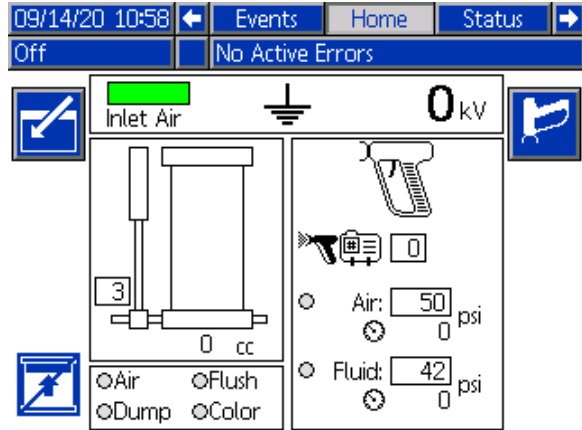 09/14/20 10:58 Events Home Status
Off No Active Errors
Inlet Air 0 kV
3
0 cc
Air Flush
Dump Color
# 0
Air: 50 psi
0
Fluid: 42 psi
0